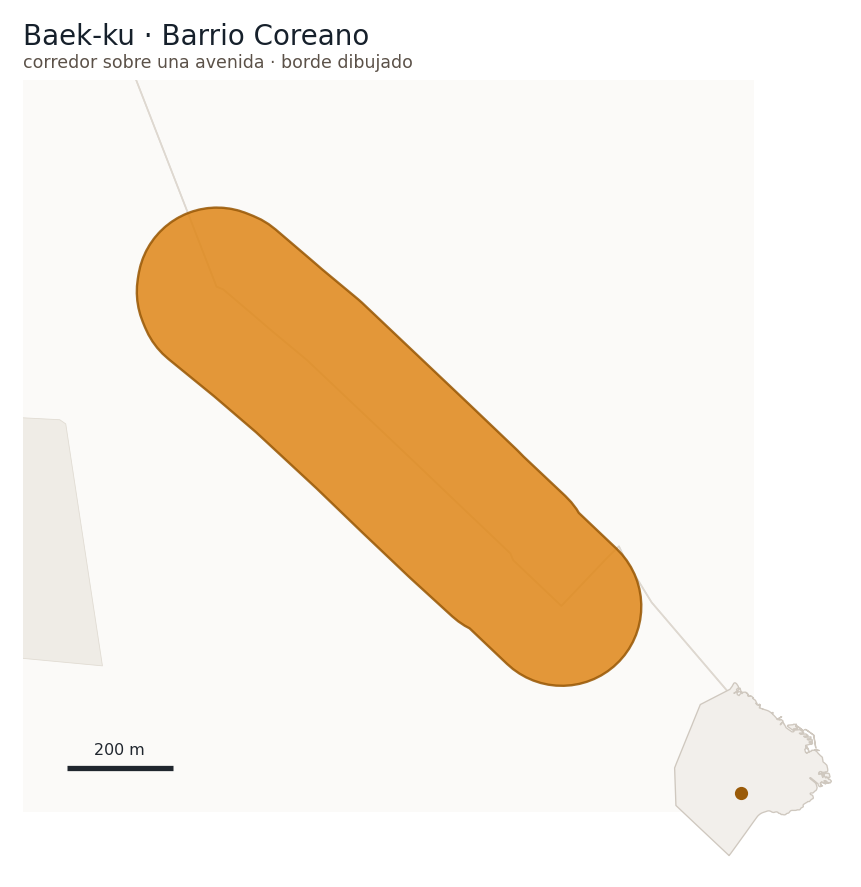 Baek-ku · Barrio Coreano
corredor sobre una avenida · borde dibujado
200 m